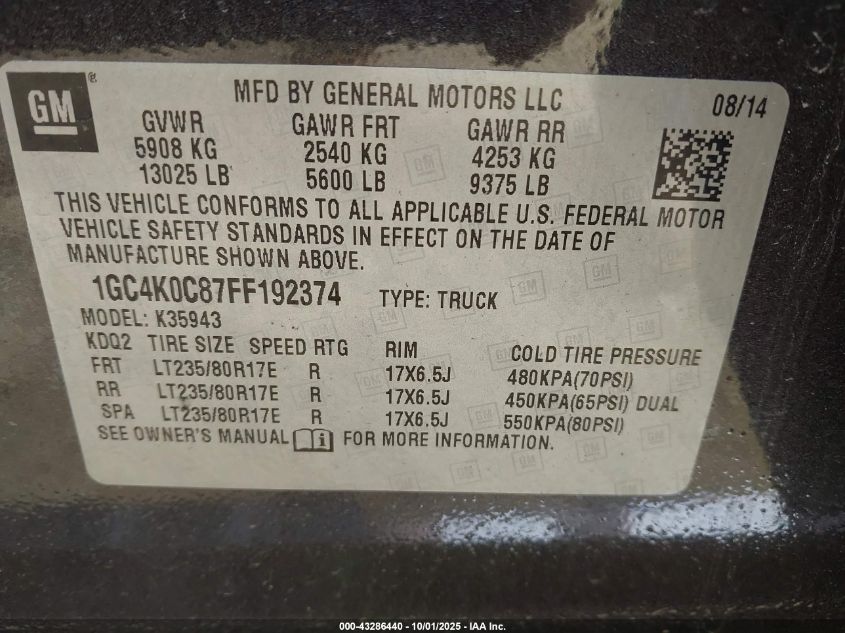 GM®
MFD BY GENERAL MOTORS LLC 08/14
GVWR GAWR FRT GAWR RR
5908 KG 2540 KG 4253 KG
13025 LB 5600 LB 9375 LB
THIS VEHICLE CONFORMS TO ALL APPLICABLE U.S. FEDERAL MOTOR
VEHICLE SAFETY STANDARDS IN EFFECT ON THE DATE OF
MANUFACTURE SHOWN ABOVE.
1GC4K0C87FF192374 TYPE: TRUCK
MODEL: K35943
KDQ2 TIRE SIZE SPEED RTG RIM COLD TIRE PRESSURE
FRT LT235/80R17E R 17X6.5J 480KPA(70PSI)
RR LT235/80R17E R 17X6.5J 450KPA(65PSI) DUAL
SPA LT235/80R17E R 17X6.5J 550KPA(80PSI)
SEE OWNER'S MANUAL FOR MORE INFORMATION.
000-43286440 - 10/01/2025 - IAA Inc.